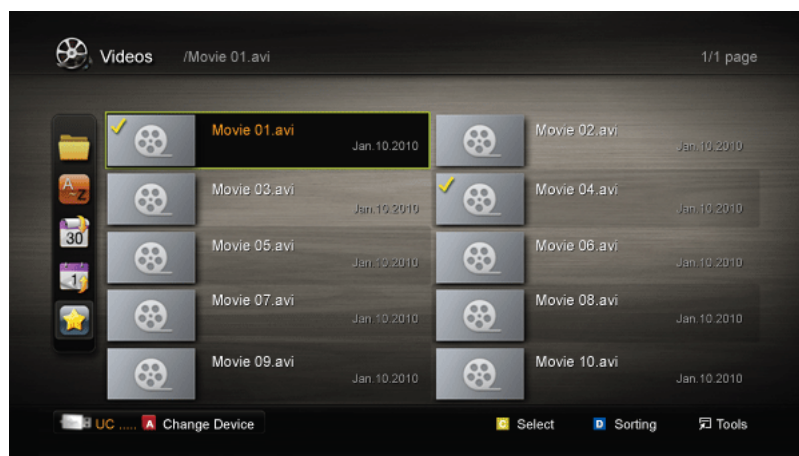 Videos /Movie 01.avi 1/1 page
Movie 01.avi
Jan.10.2010
Movie 02.avi
Jan.10.2010
Movie 03.avi
Jan.10.2010
Movie 04.avi
Jan.10.2010
Movie 05.avi
Jan.10.2010
Movie 06.avi
Jan.10.2010
Movie 07.avi
Jan.10.2010
Movie 08.avi
Jan.10.2010
Movie 09.avi
Jan.10.2010
Movie 10.avi
Jan.10.2010
A
Z
30
1
UC ..... A Change Device C Select D Sorting Tools